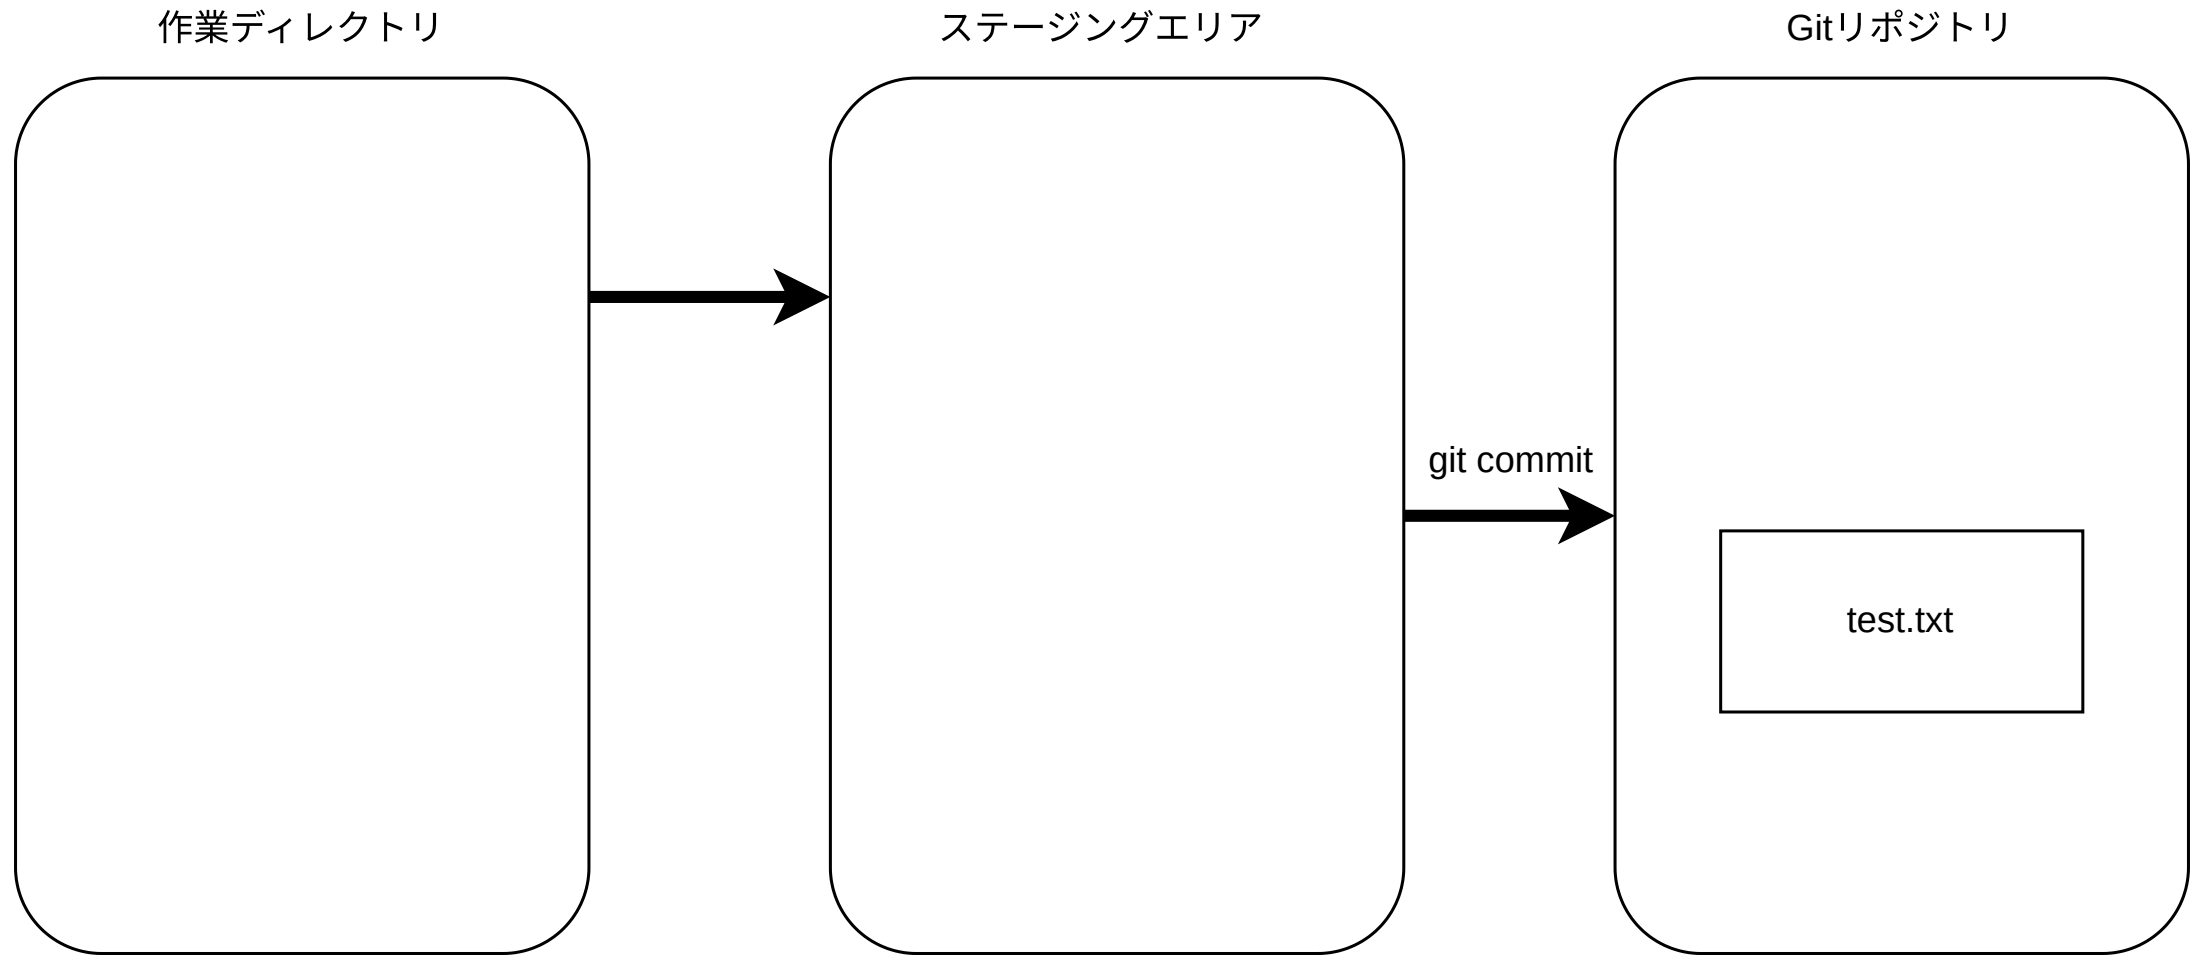 作業ディレクトリ
ステージングエリア
Gitリポジトリ
git commit
test.txt